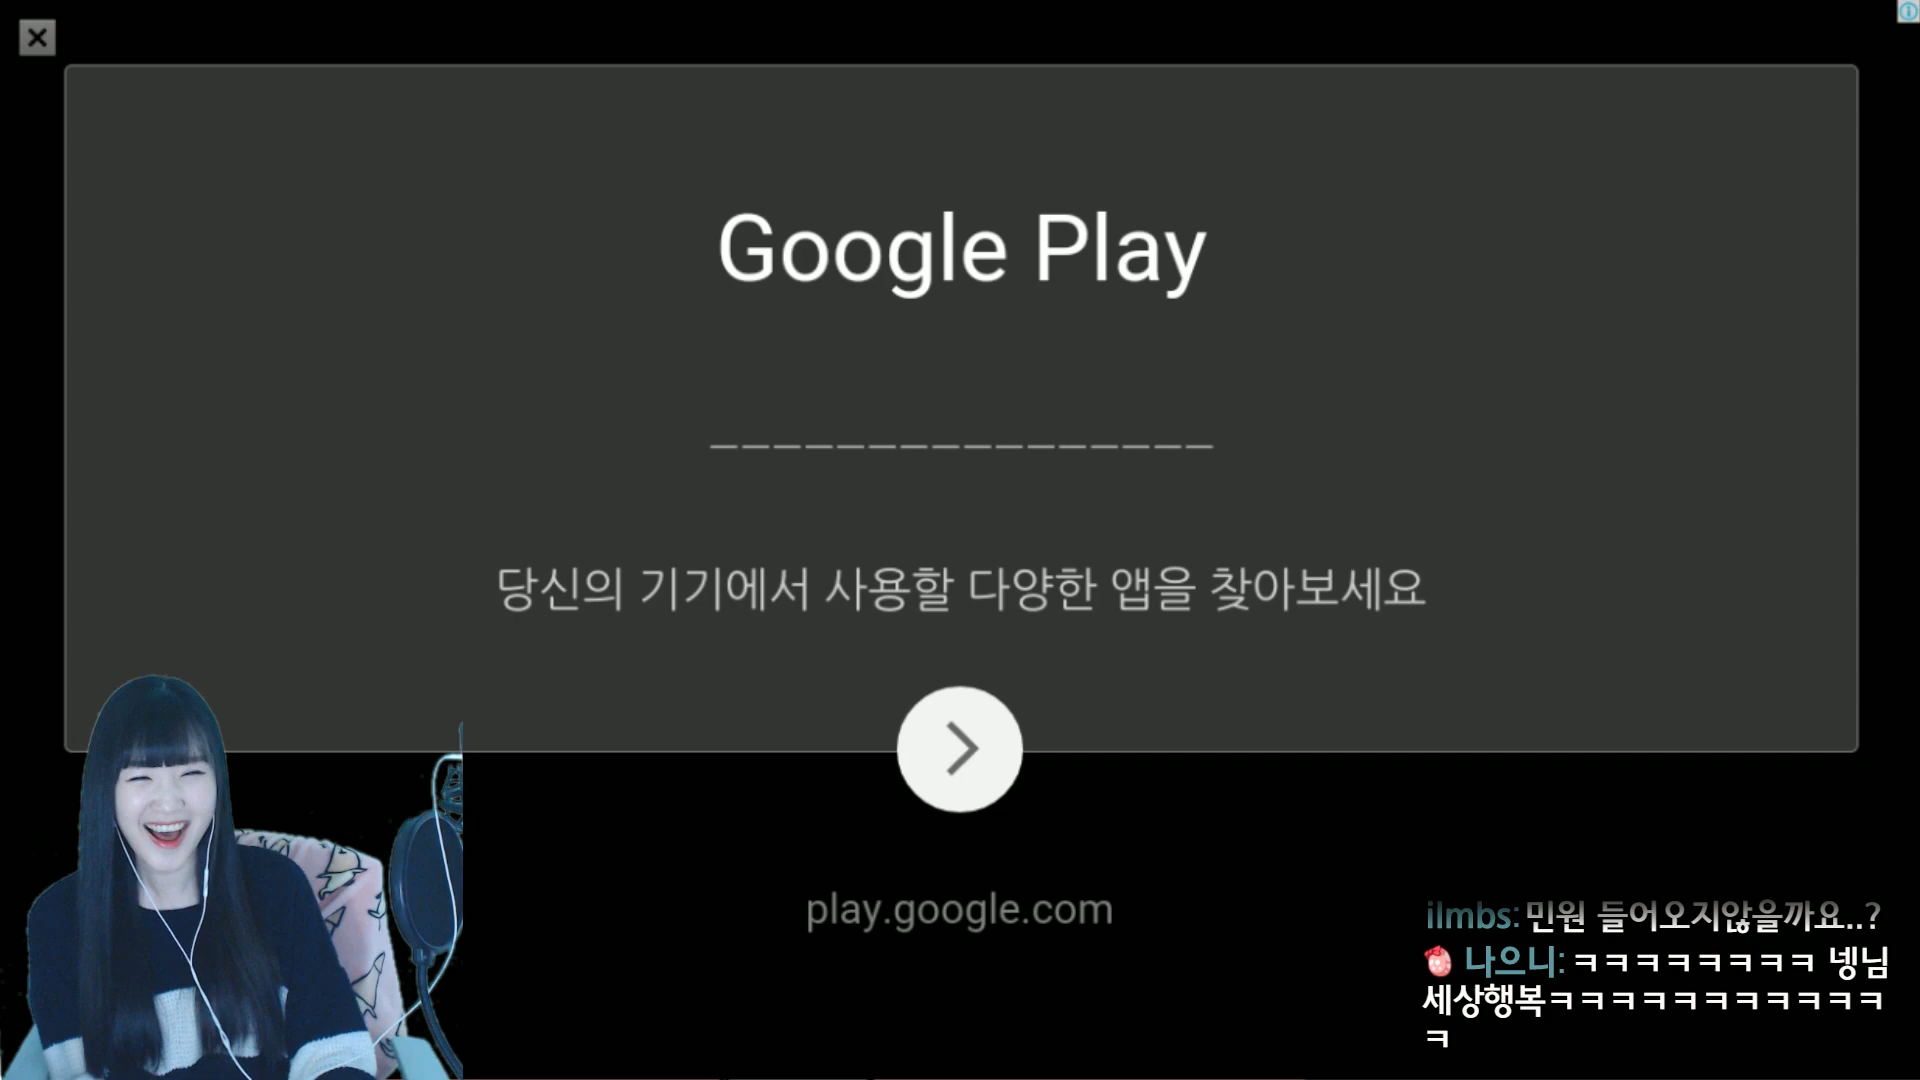 Google Play
________________
당신의 기기에서 사용할 다양한 앱을 찾아보세요
play.google.com
ilmbs: 민원 들어오지않을까요..?
나으니: ㅋㅋㅋㅋㅋㅋㅋㅋ 넹님
세상행복ㅋㅋㅋㅋㅋㅋㅋㅋㅋㅋㅋ
ㅋ